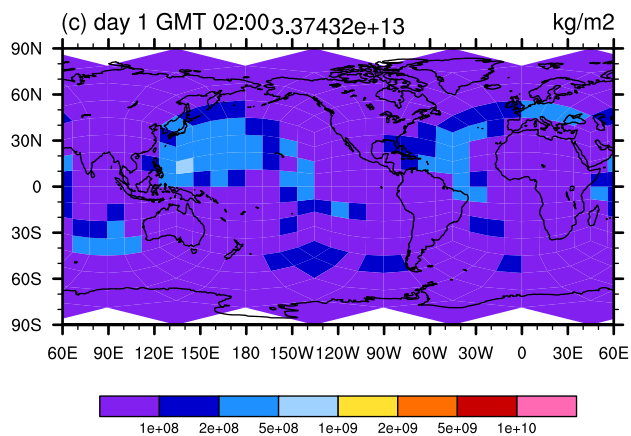 (c) day 1 GMT 02:00 3.37432e+13 kg/m2
90N
60N
30N
0
30S
60S
90S
60E 90E 120E 150E 180 150W 120W 90W 60W 30W 0 30E 60E
1e+08 2e+08 5e+08 1e+09 2e+09 5e+09 1e+10